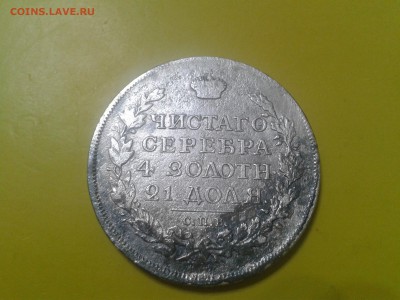 COINS.LAVE.RU
ЧИСТАГО
СЕРЕБРА
4 ЗОЛОТН
21 ДОЛЯ
С.П.